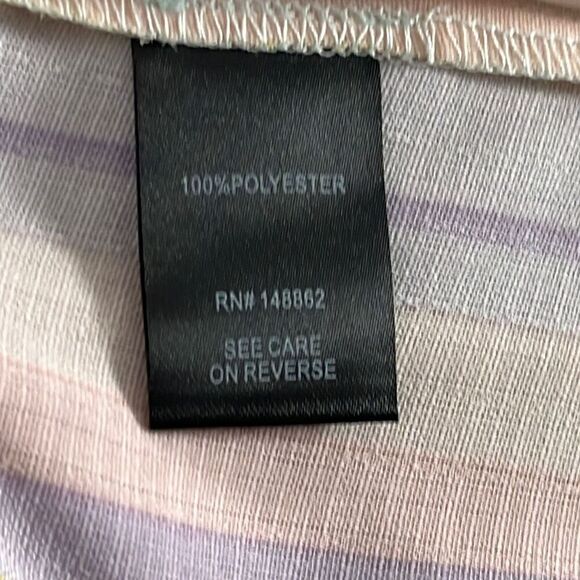 100%POLYESTER
RN# 148862
SEE CARE
ON REVERSE